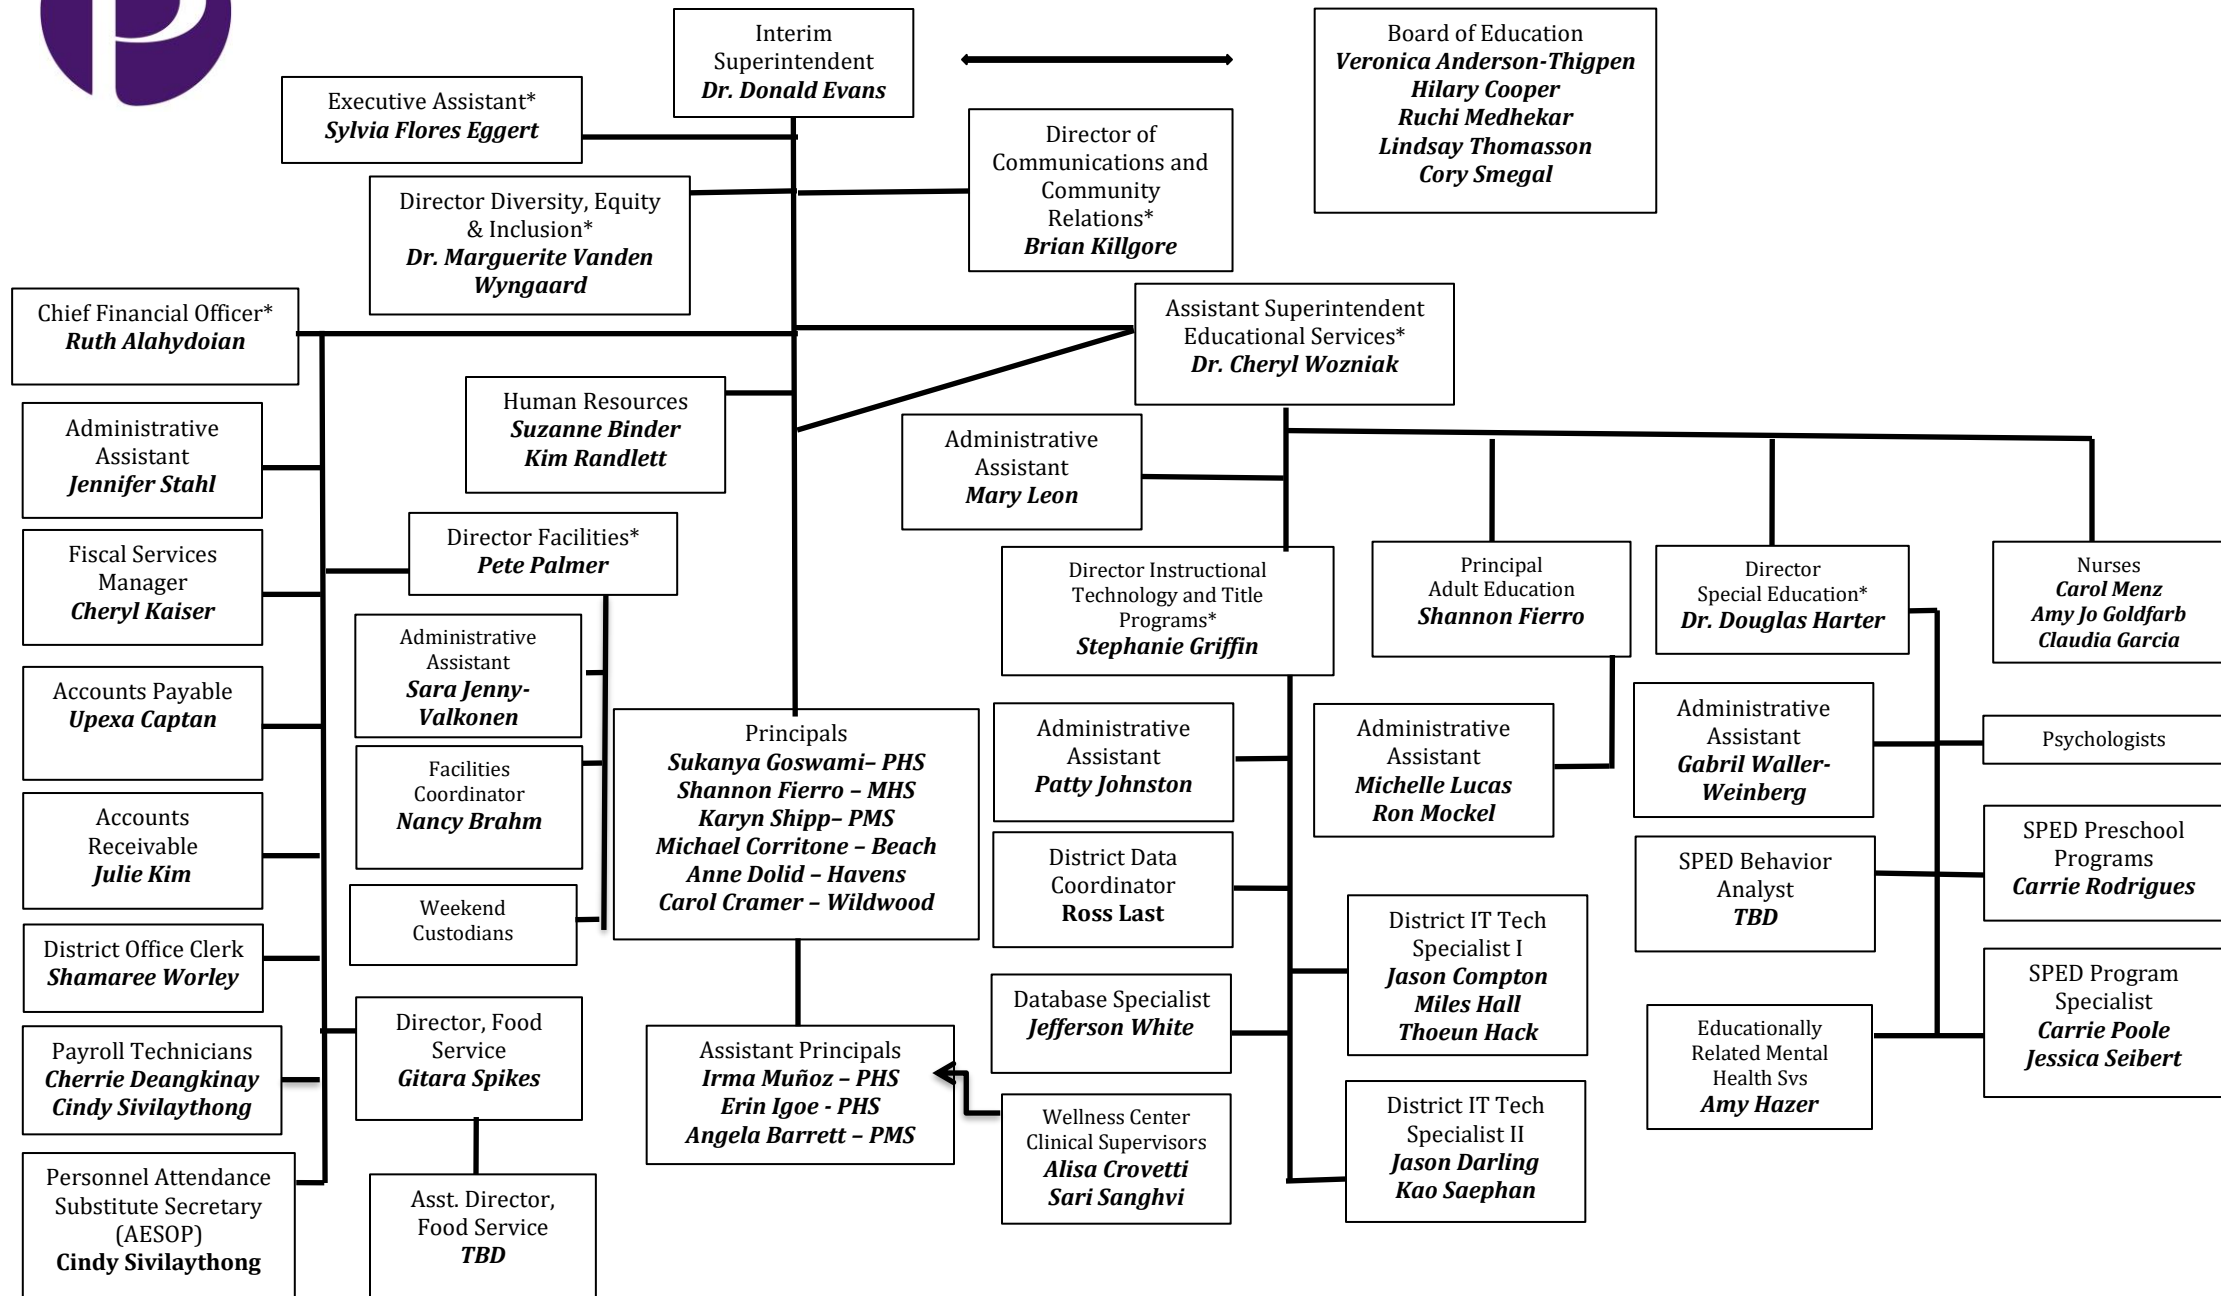 Interim
Superintendent
Dr. Donald Evans
Board of Education
Veronica Anderson-Thigpen
Hilary Cooper
Ruchi Medhekar
Lindsay Thomasson
Cory Smegal
Executive Assistant*
Sylvia Flores Eggert
Director of
Communications and
Community
Relations*
Brian Killgore
Director Diversity, Equity
& Inclusion*
Dr. Marguerite Vanden
Wyngaard
Chief Financial Officer*
Ruth Alahydoian
Assistant Superintendent
Educational Services*
Dr. Cheryl Wozniak
Human Resources
Suzanne Binder
Kim Randlett
Administrative
Assistant
Jennifer Stahl
Administrative
Assistant
Mary Leon
Fiscal Services
Manager
Cheryl Kaiser
Director Facilities*
Pete Palmer
Director Instructional
Technology and Title
Programs*
Stephanie Griffin
Principal
Adult Education
Shannon Fierro
Director
Special Education*
Dr. Douglas Harter
Nurses
Carol Menz
Amy Jo Goldfarb
Claudia Garcia
Administrative
Assistant
Sara Jenny-
Valkonen
Accounts Payable
Upexa Captan
Principals
Sukanya Goswami– PHS
Shannon Fierro – MHS
Karyn Shipp– PMS
Michael Corritone – Beach
Anne Dolid – Havens
Carol Cramer – Wildwood
Administrative
Assistant
Patty Johnston
Administrative
Assistant
Michelle Lucas
Ron Mockel
Administrative
Assistant
Gabril Waller-
Weinberg
Psychologists
Facilities
Coordinator
Nancy Brahm
Accounts
Receivable
Julie Kim
District Data
Coordinator
Ross Last
SPED Behavior
Analyst
TBD
SPED Preschool
Programs
Carrie Rodrigues
Weekend
Custodians
District Office Clerk
Shamaree Worley
District IT Tech
Specialist I
Jason Compton
Miles Hall
Thoeun Hack
Database Specialist
Jefferson White
SPED Program
Specialist
Carrie Poole
Jessica Seibert
Director, Food
Service
Gitara Spikes
Payroll Technicians
Cherrie Deangkinay
Cindy Sivilaythong
Assistant Principals
Irma Muñoz – PHS
Erin Igoe - PHS
Angela Barrett – PMS
Educationally
Related Mental
Health Svs
Amy Hazer
Wellness Center
Clinical Supervisors
Alisa Crovetti
Sari Sanghvi
District IT Tech
Specialist II
Jason Darling
Kao Saephan
Personnel Attendance
Substitute Secretary
(AESOP)
Cindy Sivilaythong
Asst. Director,
Food Service
TBD